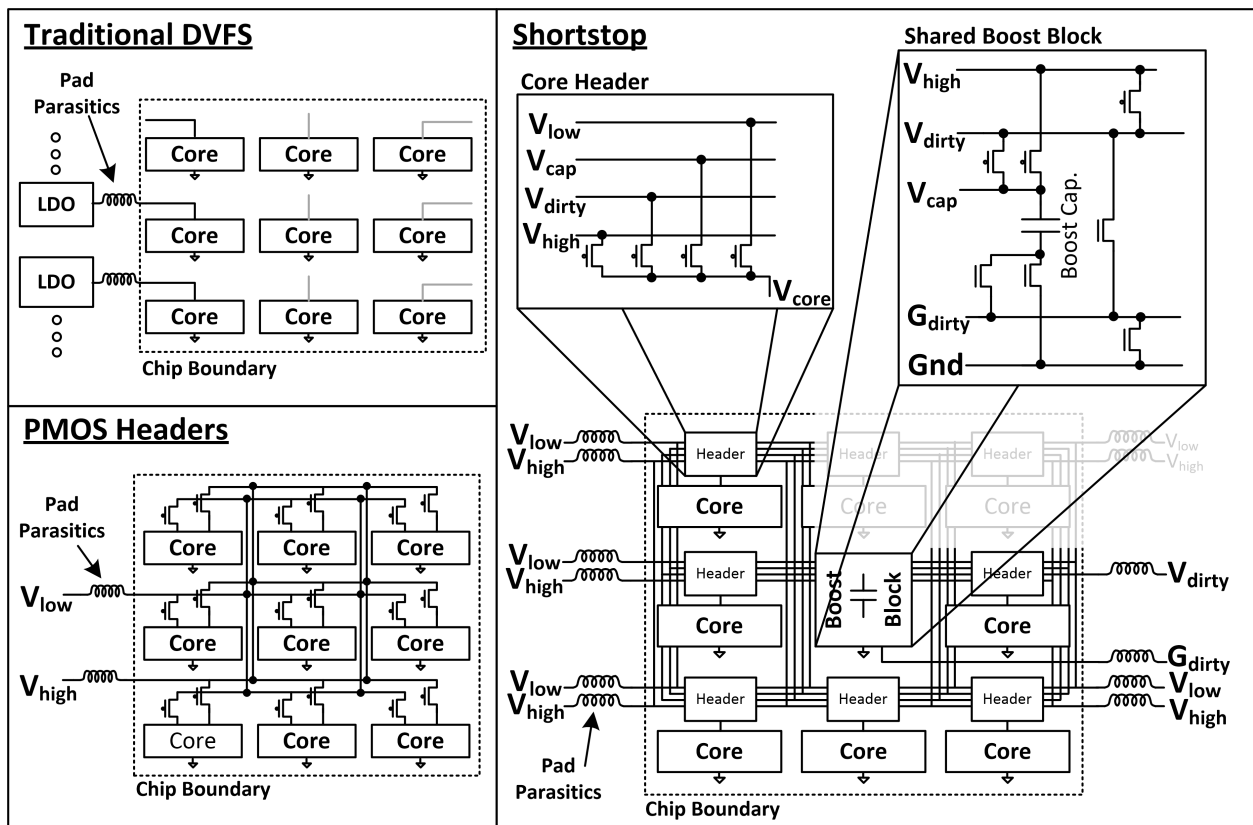 Traditional DVFS
Pad
Parasitics
LDO
LDO
Core Core Core
Core Core Core
Core Core Core
Chip Boundary
PMOS Headers
Pad
Parasitics
Vlow
Vhigh
Core Core Core
Core Core Core
Core Core Core
Chip Boundary
Shortstop
Core Header
Vlow
Vcap
Vdirty
Vhigh
Vcore
Shared Boost Block
Vhigh
Vdirty
Vcap
Boost Cap.
Gdirty
Gnd
Vlow
Vhigh
Header Header Header
Vlow
Vhigh
Core Core Core
Vlow
Vhigh
Header
Boost Block
Header
Vdirty
Core Core
Gdirty
Vlow
Vhigh
Header Header Header
Vlow
Vhigh
Core Core Core
Pad
Parasitics
Chip Boundary